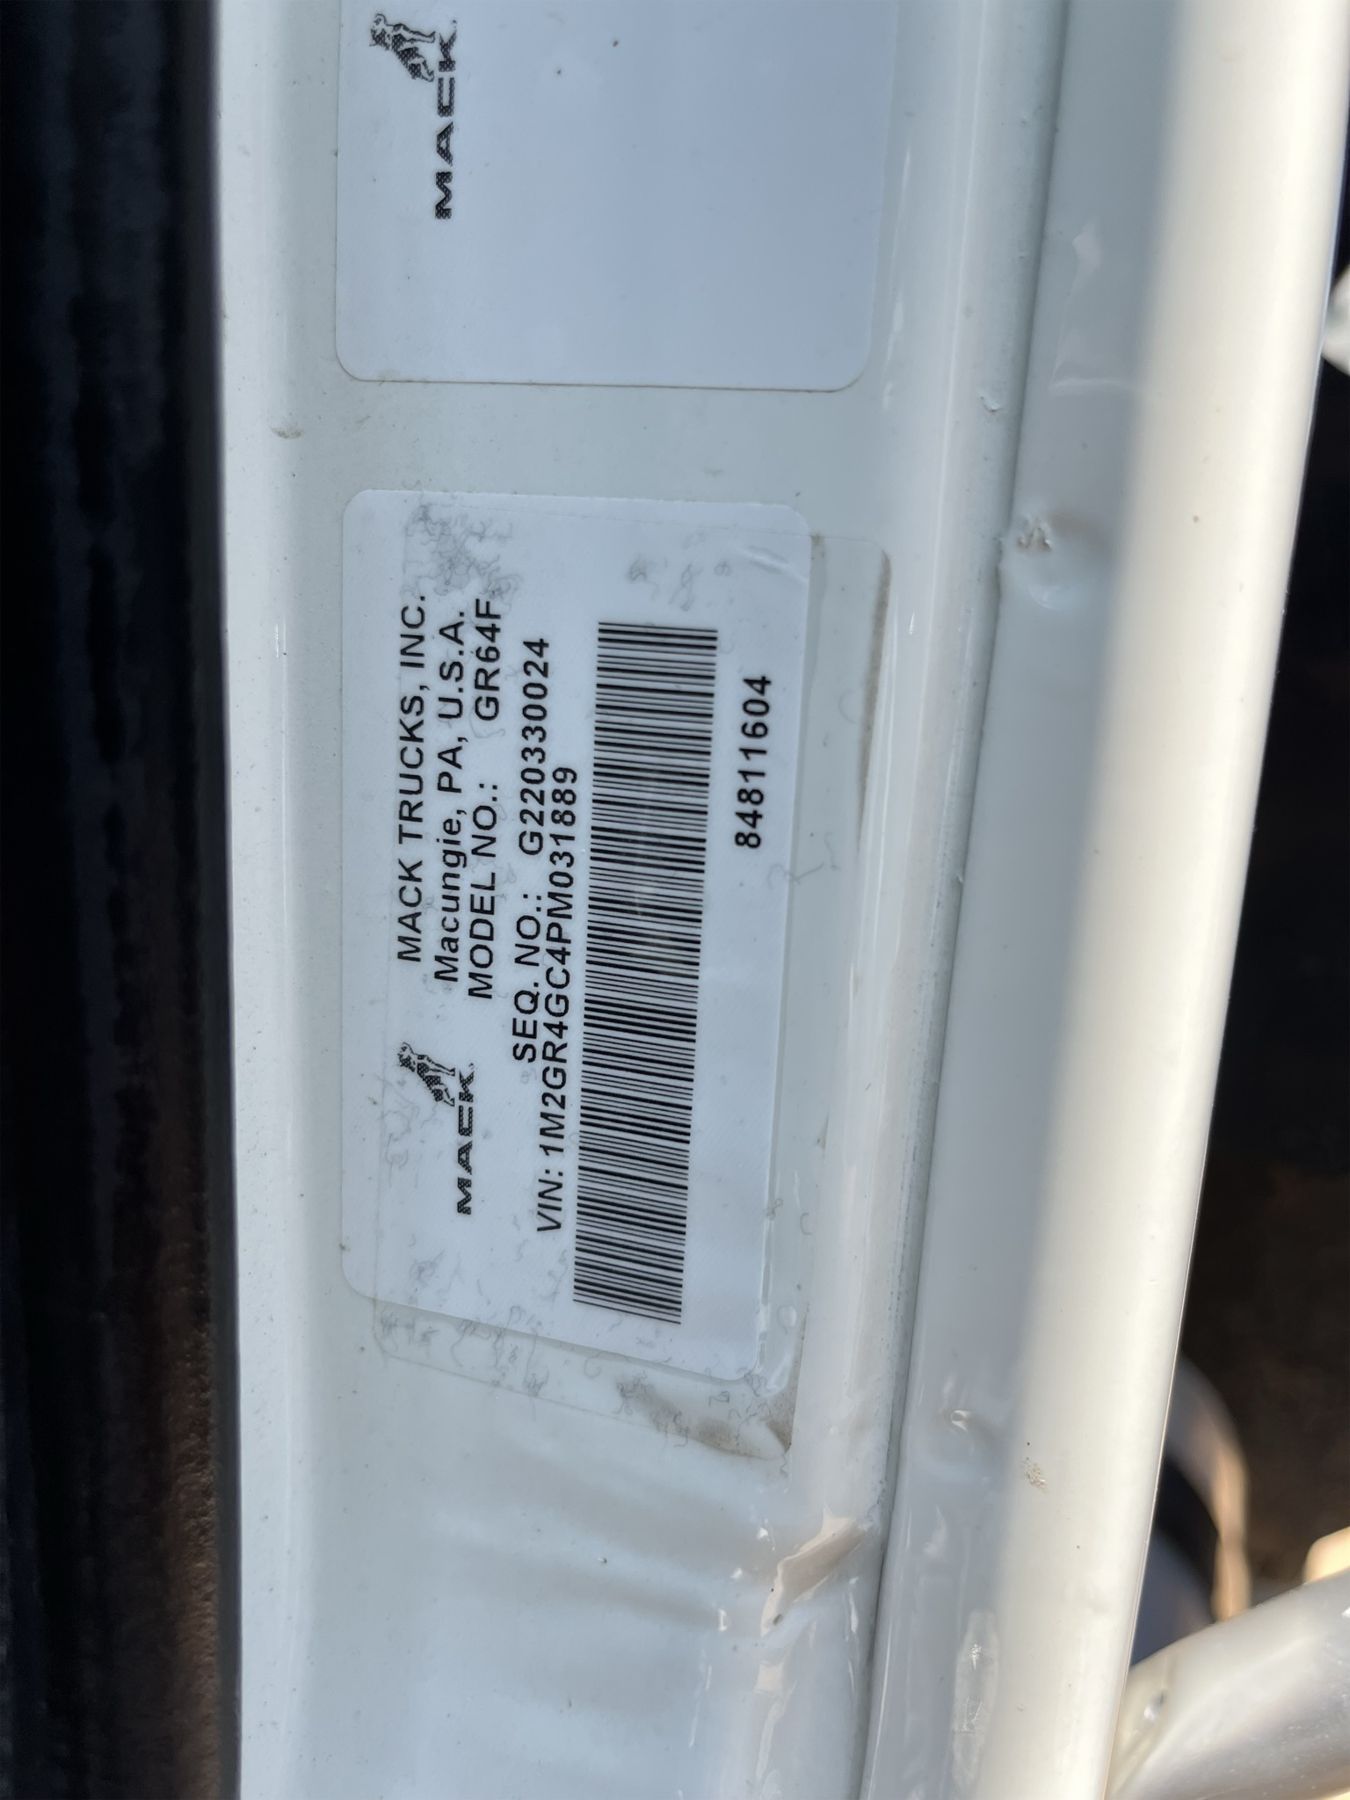 MACK
MACK TRUCKS, INC.
Macungie, PA, U.S.A.
MODEL NO.: GR64F
MACK
SEQ. NO.: G220330024
VIN: 1M2GR4GC4PM031889
84811604